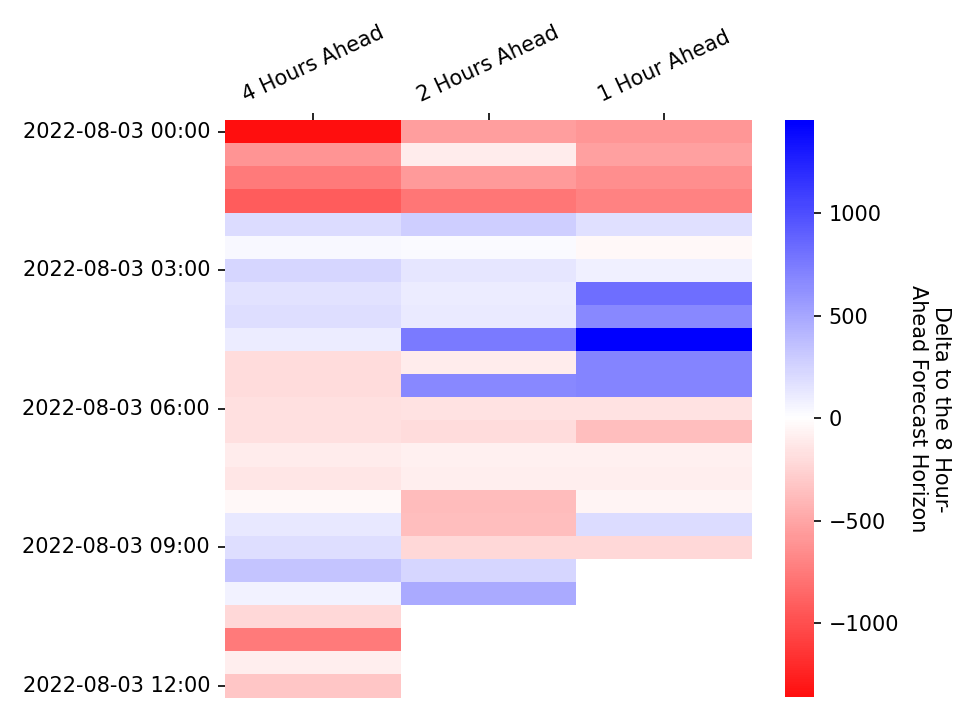 4 Hours Ahead
2 Hours Ahead
1 Hour Ahead
2022-08-03 00:00
2022-08-03 03:00
2022-08-03 06:00
2022-08-03 09:00
2022-08-03 12:00
1000
500
0
−500
−1000
Delta to the 8 Hour-
Ahead Forecast Horizon